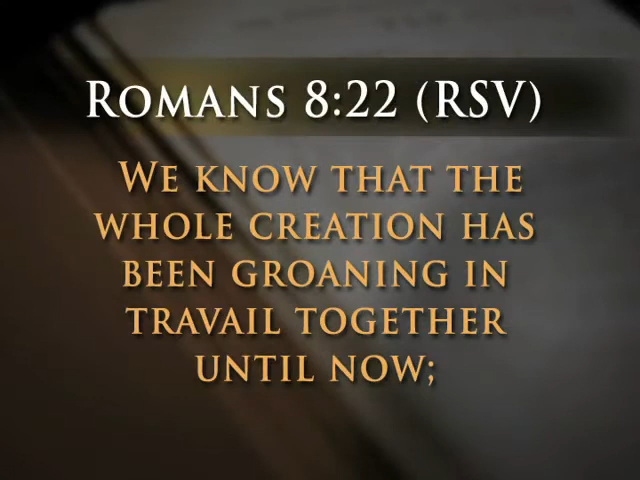 Romans 8:22 (RSV)
We know that the
whole creation has
been groaning in
travail together
until now;